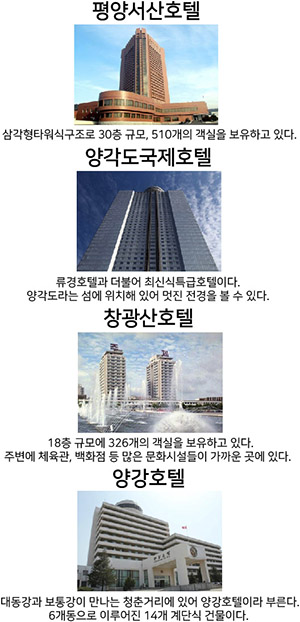 평양서산호텔
삼각형타워식구조로 30층 규모, 510개의 객실을 보유하고 있다.
양각도국제호텔
류경호텔과 더불어 최신식특급호텔이다.
양각도라는 섬에 위치해 있어 멋진 전경을 볼 수 있다.
창광산호텔
18층 규모에 326개의 객실을 보유하고 있다.
주변에 체육관, 백화점 등 많은 문화시설들이 가까운 곳에 있다.
양강호텔
대동강과 보통강이 만나는 청춘거리에 있어 양강호텔이라 부른다.
6개동으로 이루어진 14개 계단식 건물이다.